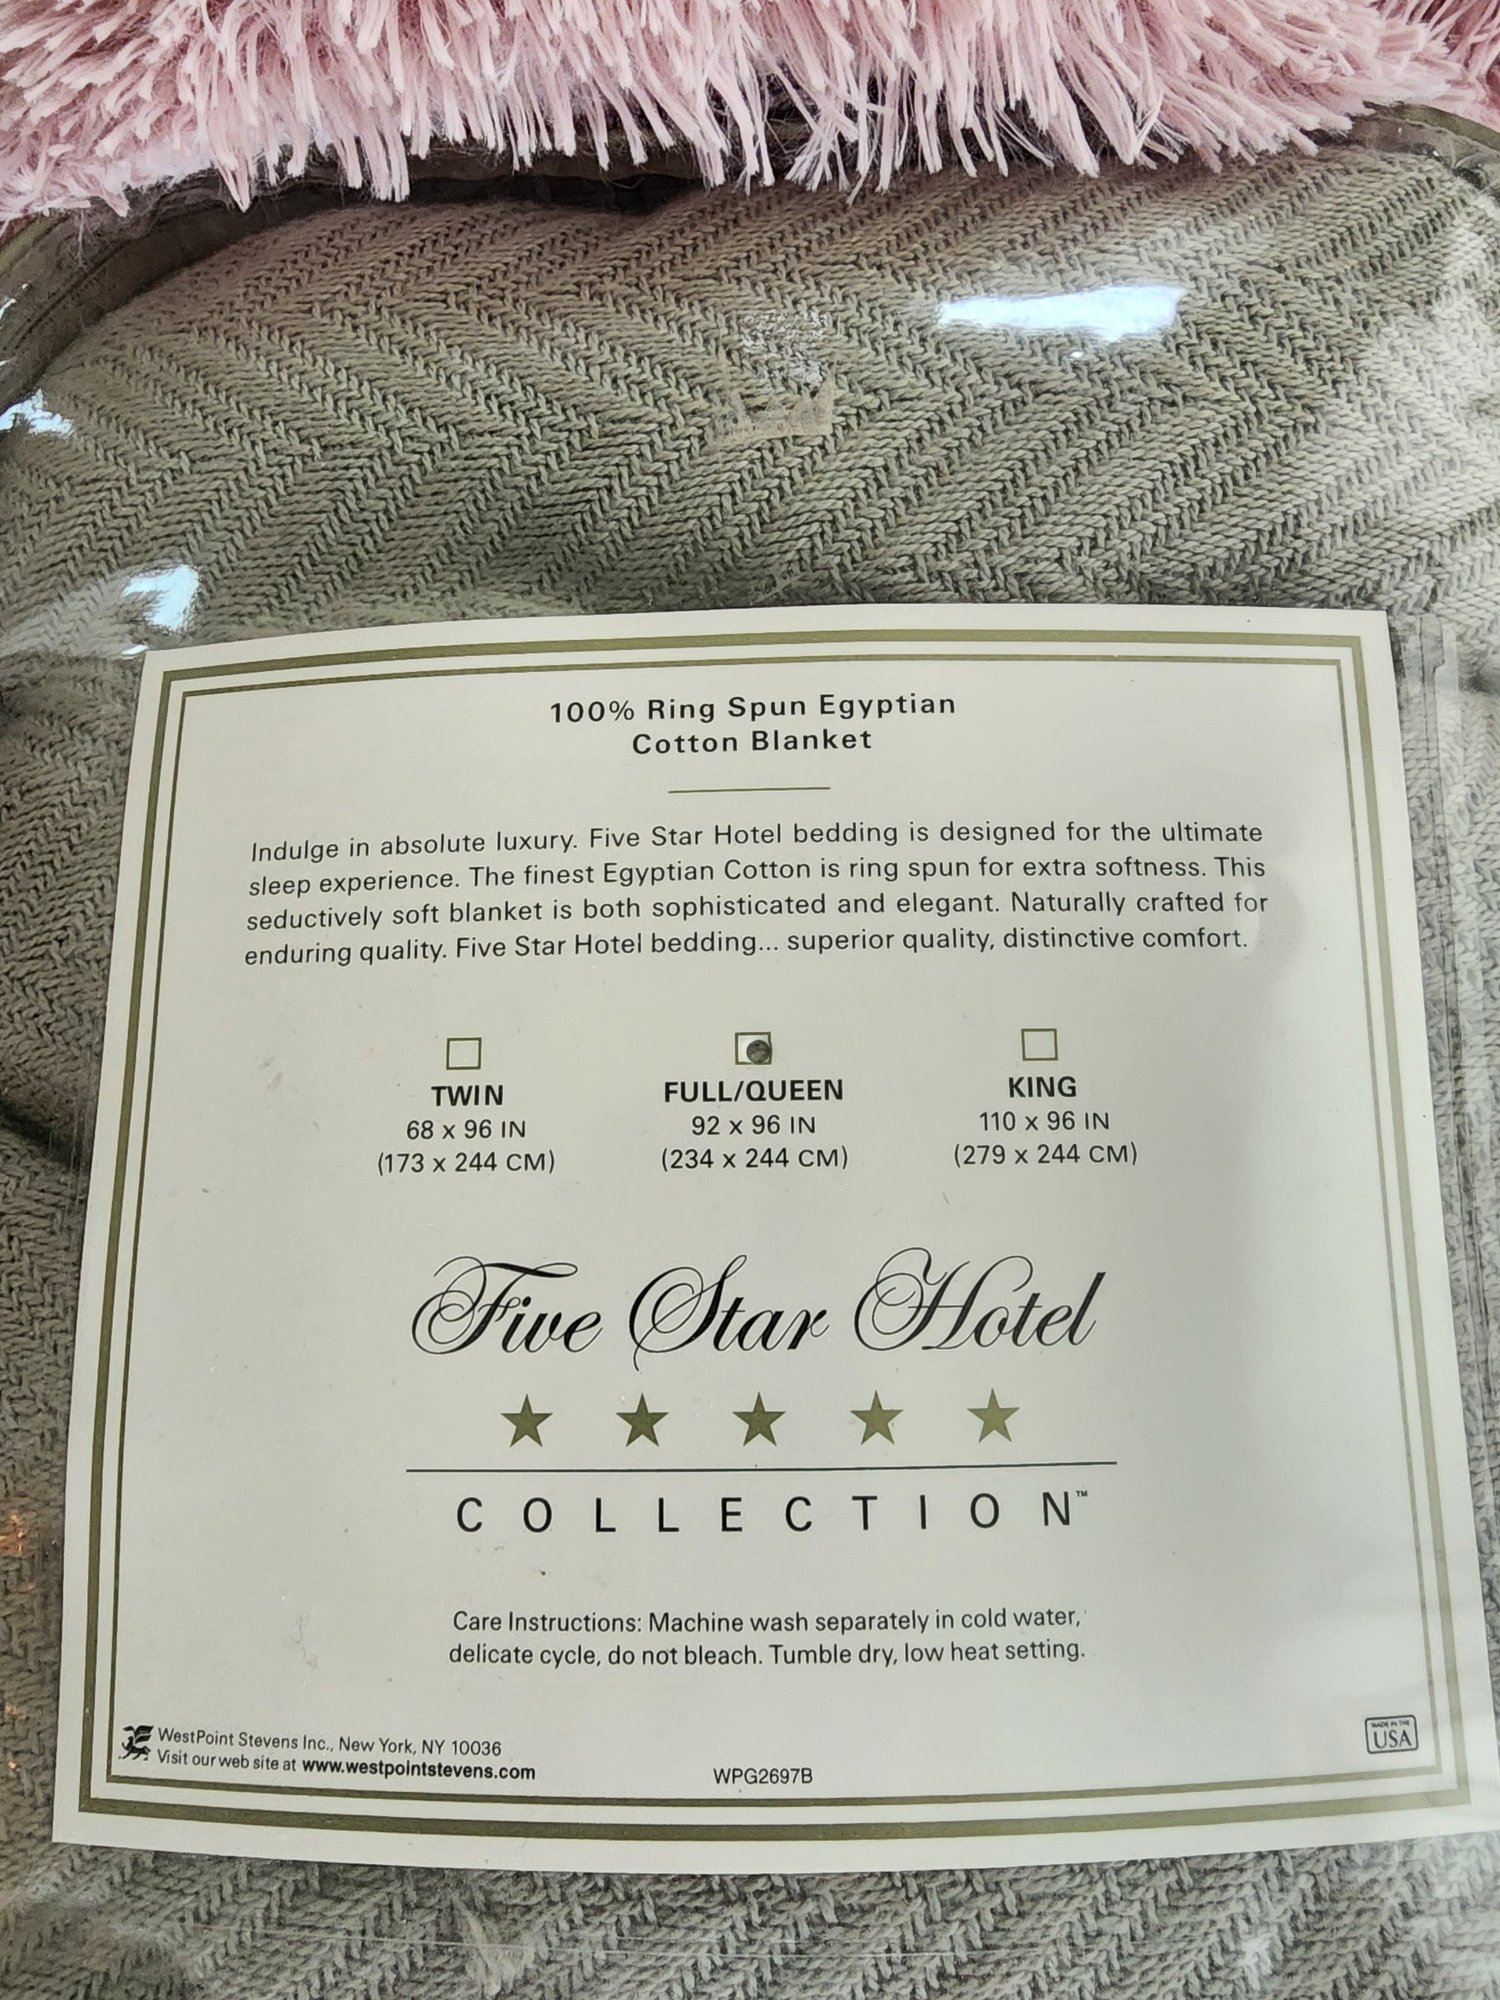 100% Ring Spun Egyptian
Cotton Blanket
Indulge in absolute luxury. Five Star Hotel bedding is designed for the ultimate
sleep experience. The finest Egyptian Cotton is ring spun for extra softness. This
seductively soft blanket is both sophisticated and elegant. Naturally crafted for
enduring quality. Five Star Hotel bedding... superior quality, distinctive comfort.
TWIN
68 x 96 IN
(173 x 244 CM)
FULL/QUEEN
92 x 96 IN
(234 x 244 CM)
KING
110 x 96 IN
(279 x 244 CM)
Five Star Hotel
COLLECTION™
Care Instructions: Machine wash separately in cold water,
delicate cycle, do not bleach. Tumble dry, low heat setting.
WestPoint Stevens Inc., New York, NY 10036
Visit our web site at www.westpointstevens.com
WPG2697B
MADE IN THE
USA